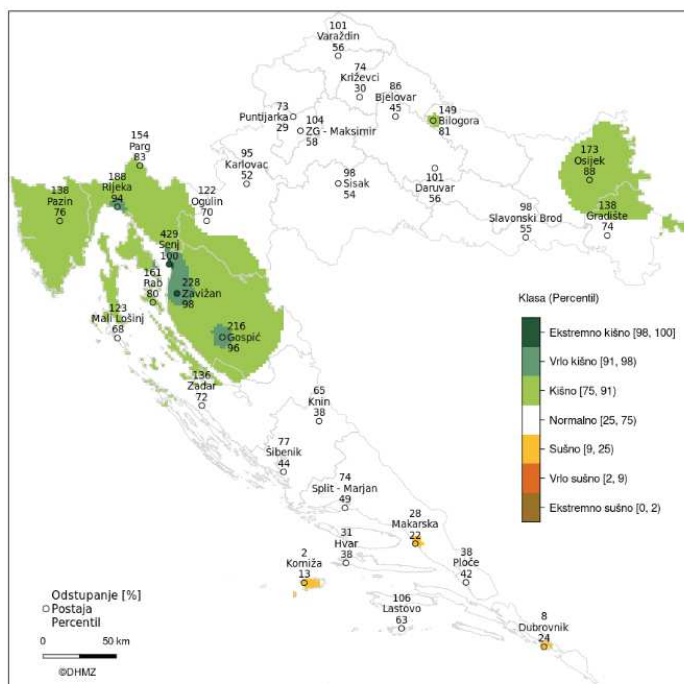 101
Varaždin
56
74
Križevci
30
86
Bjelovar
45
149
Bilogora
81
73
Puntijarka
29
104
ZG - Maksimir
58
154
Parg
83
95
Karlovac
52
98
Sisak
54
101
Daruvar
56
173
Osijek
88
188
Rijeka
94
138
Pazin
76
122
Ogulin
70
98
Slavonski Brod
55
138
Gradište
74
429
Senj
100
161
Rab
80
228
Zavižan
98
123
Mali Lošinj
68
216
Gospić
96
136
Zadar
72
65
Knin
38
77
Šibenik
44
74
Split - Marjan
49
28
Makarska
22
31
Hvar
38
2
Komiža
13
38
Ploče
42
106
Lastovo
63
8
Dubrovnik
24
Klasa (Percentil)
Ekstremno kišno [98, 100]
Vrlo kišno [91, 98)
Kišno [75, 91)
Normalno [25, 75)
Sušno [9, 25)
Vrlo sušno [2, 9)
Ekstremno sušno [0, 2)
Odstupanje [%]
Postaja
Percentil
0 50 km
©DHMZ